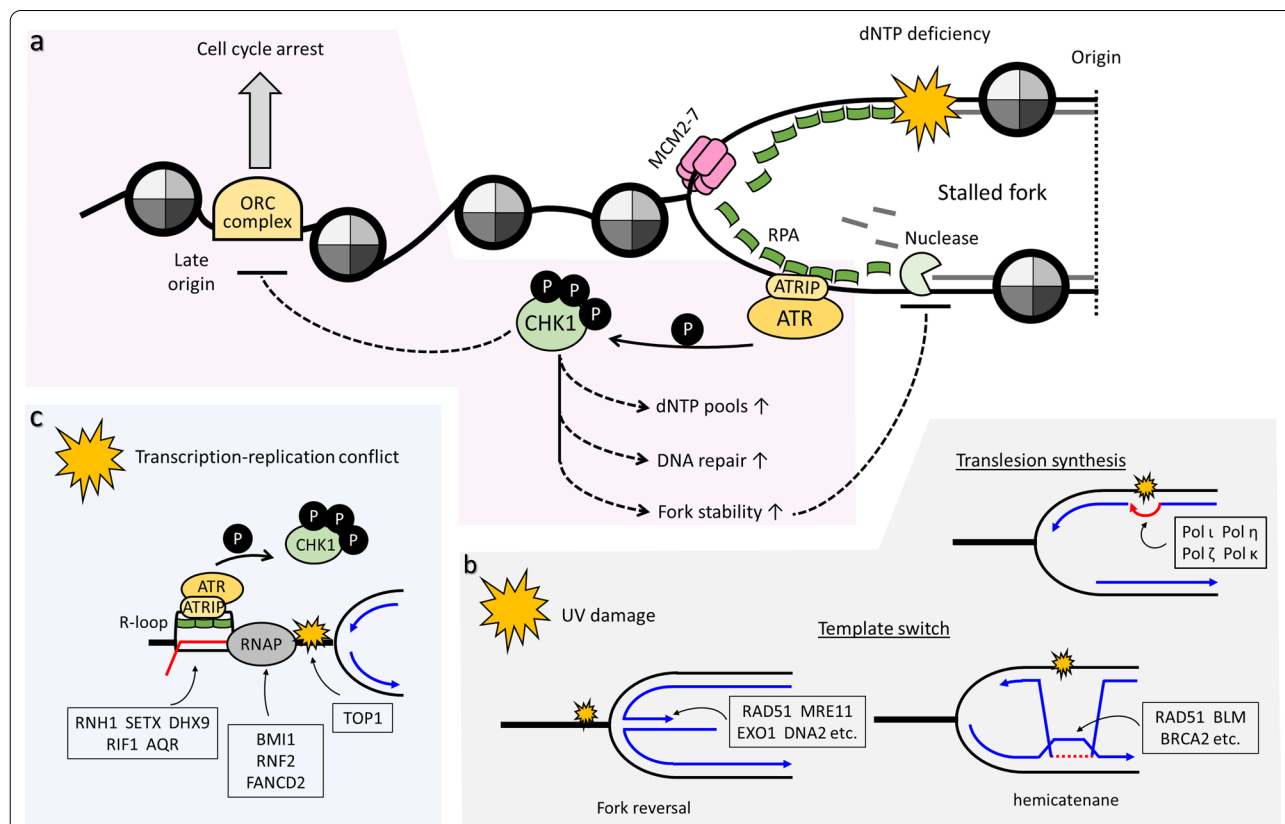 a
Cell cycle arrest
dNTP deficiency
Origin
MCM2-7
ORC
complex
Stalled fork
RPA
Nuclease
Late
origin
ATRIP
ATR
P
P
P
P
CHK1
dNTP pools ↑
DNA repair ↑
Fork stability ↑
c
Transcription-replication conflict
P
P
P
P
CHK1
ATR
ATRIP
R-loop
RNAP
TOP1
RNH1 SETX DHX9
RIF1 AQR
BMI1
RNF2
FANCD2
b
UV damage
Translesion synthesis
Pol ι Pol η
Pol ζ Pol κ
Template switch
RAD51 MRE11
EXO1 DNA2 etc.
Fork reversal
RAD51 BLM
BRCA2 etc.
hemicatenane